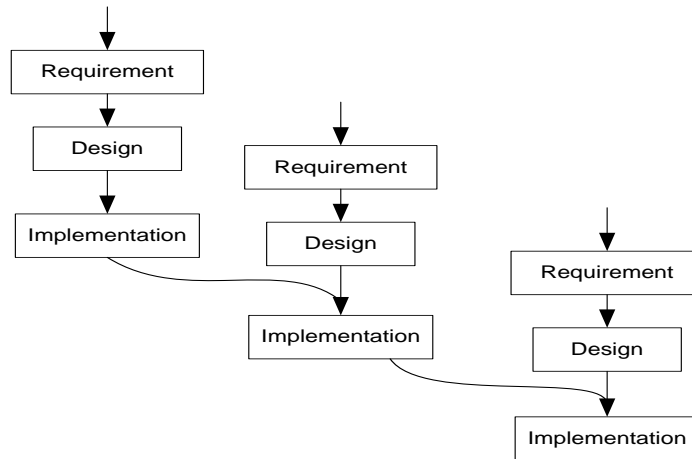 Requirement
Design
Implementation
Requirement
Design
Implementation
Requirement
Design
Implementation